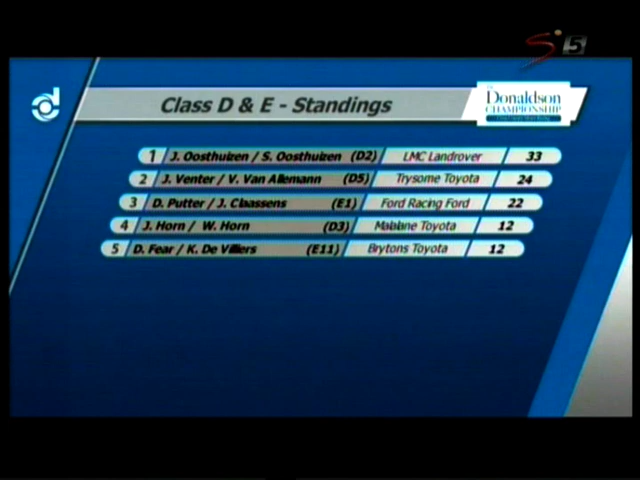 S 5
Donaldson
CHAMPIONSHIP
Class D & E - Standings
1 J. Oosthuizen / S. Oosthuizen (D2) LMC Landrover 33
2 J. Venter / V. Van Allemann (D5) Trysome Toyota 24
3 D. Putter / J. Claassens (E1) Ford Racing Ford 22
4 J. Horn / W. Horn (D3) Malalane Toyota 12
5 D. Fear / K. De Villiers (E11) Brytons Toyota 12